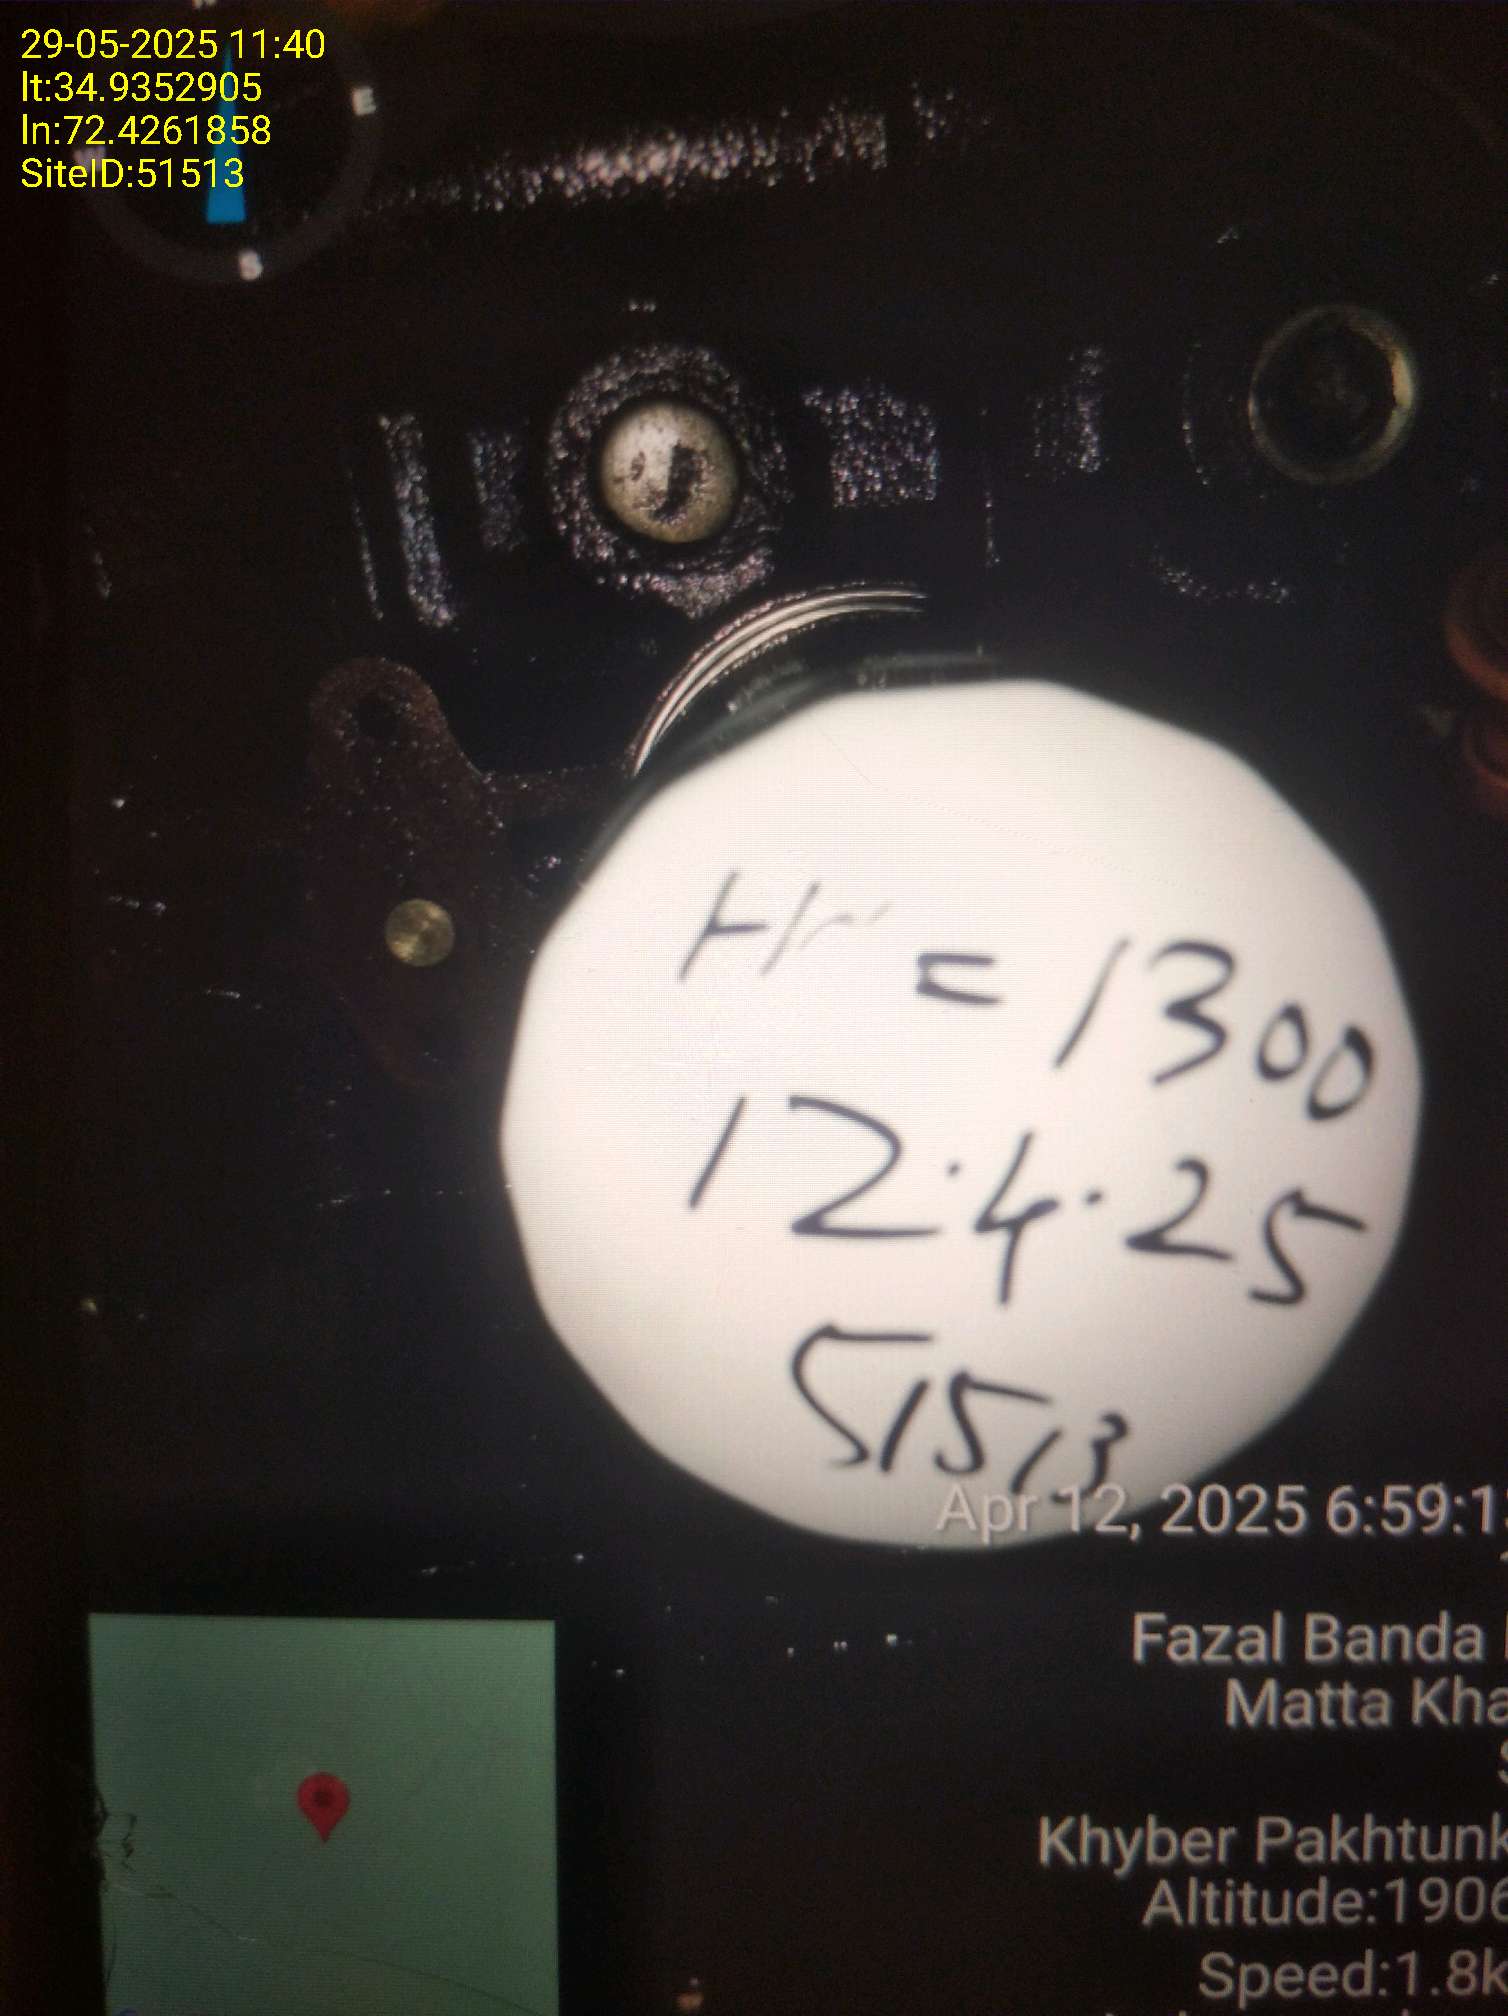 29-05-2025 11:40
lt:34.9352905
ln:72.4261858
SiteID:51513
E
S
= 1300
12.4.25
51513
Apr 12, 2025 6:59:1
Fazal Banda
Matta Kha
Khyber Pakhtunk
Altitude:1906
Speed:1.8k